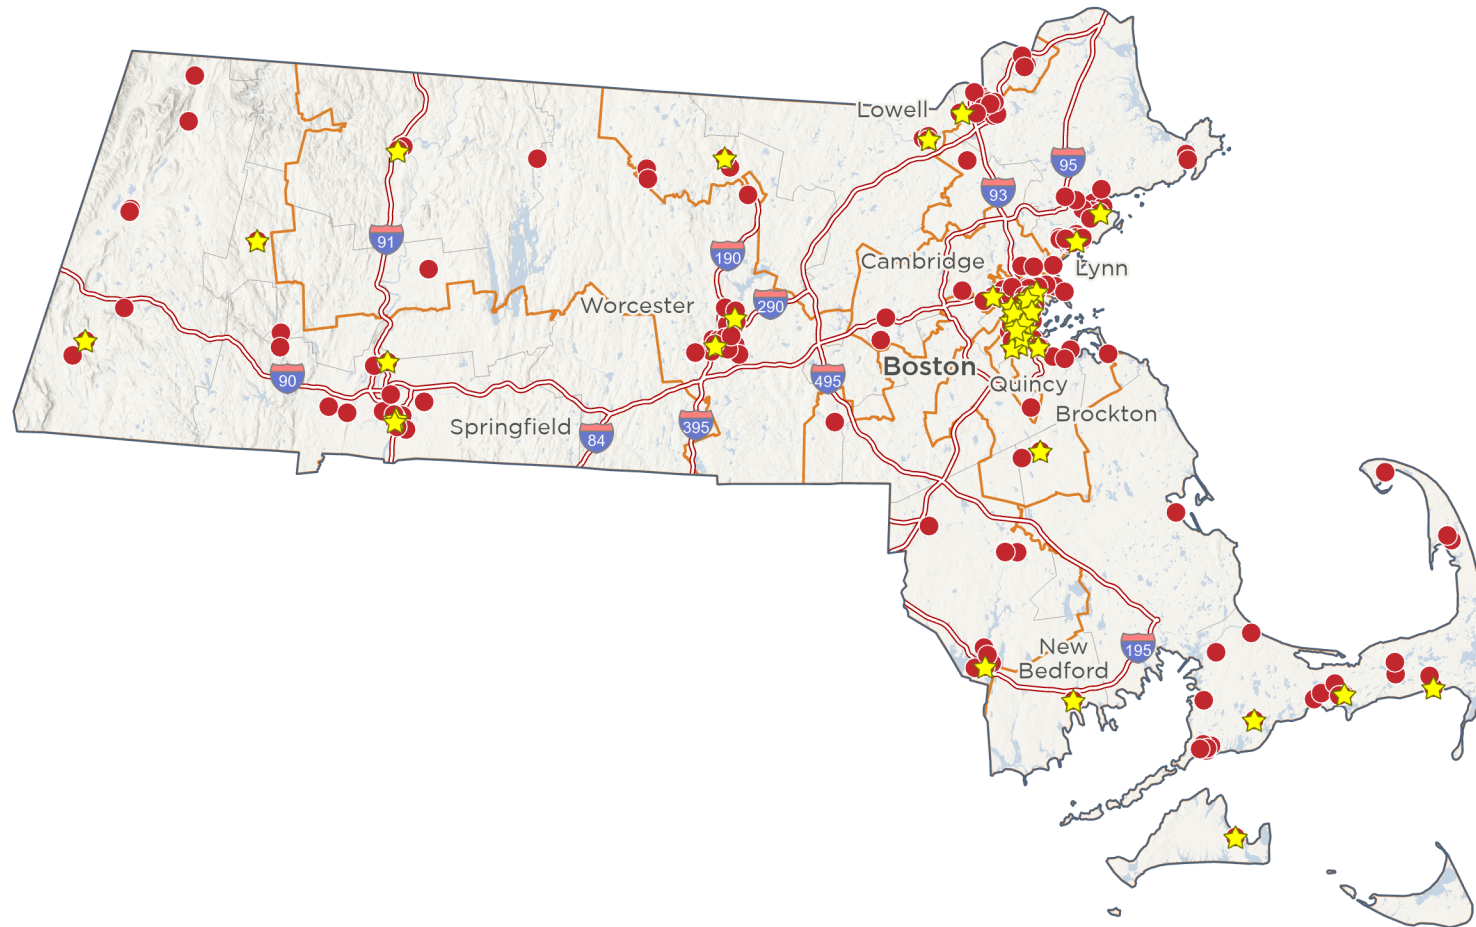 Lowell
95
93
91
190
Cambridge
Lynn
Worcester
290
Boston
90
495
Quincy
Brockton
Springfield
395
84
New
Bedford
195